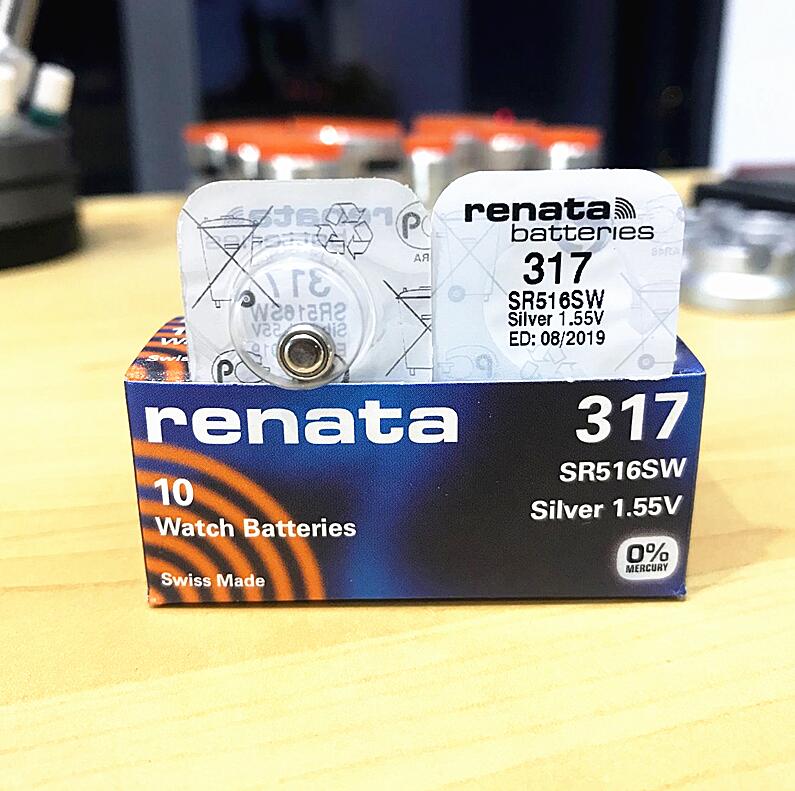 renata
batteries
317
SR516SW
Silver 1.55V
ED: 08/2019
317
SR516SW
Swiss
renata
317
SR516SW
Silver 1.55V
10
Watch Batteries
0%
MERCURY
Swiss Made